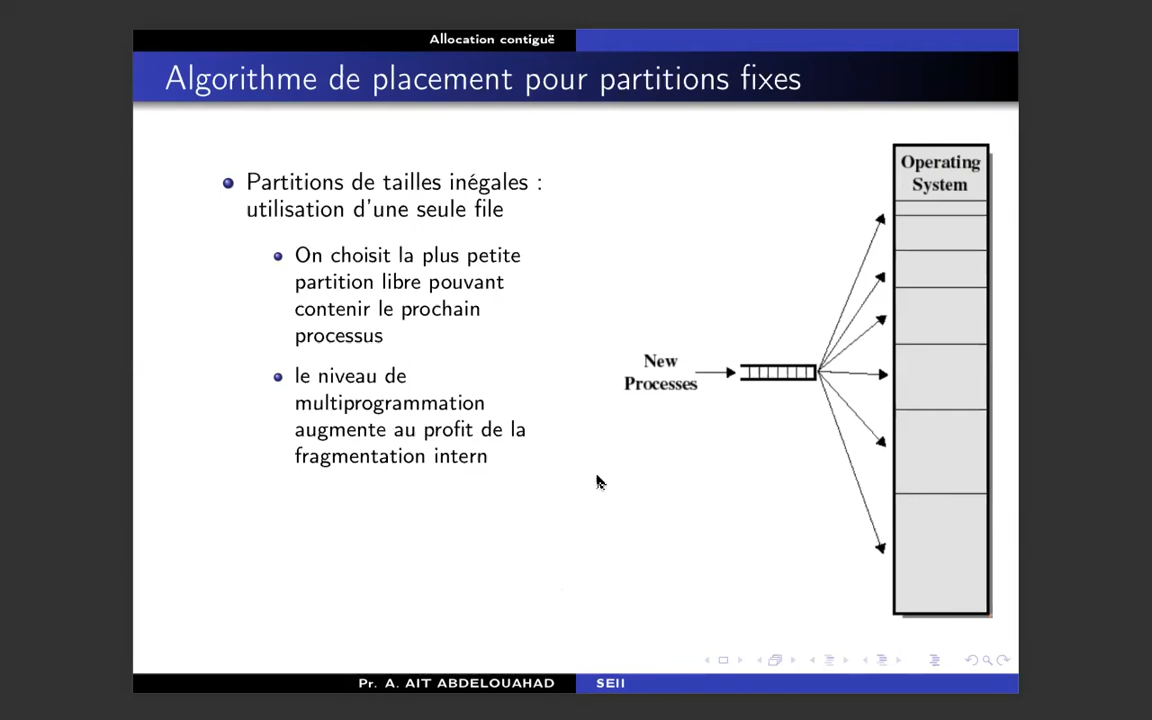 Allocation contiguë
Algorithme de placement pour partitions fixes
Partitions de tailles inégales :
utilisation d'une seule file
On choisit la plus petite
partition libre pouvant
contenir le prochain
processus
le niveau de
multiprogrammation
augmente au profit de la
fragmentation intern
New
Processes
Operating
System
Pr. A. AIT ABDELOUAHAD
SEII